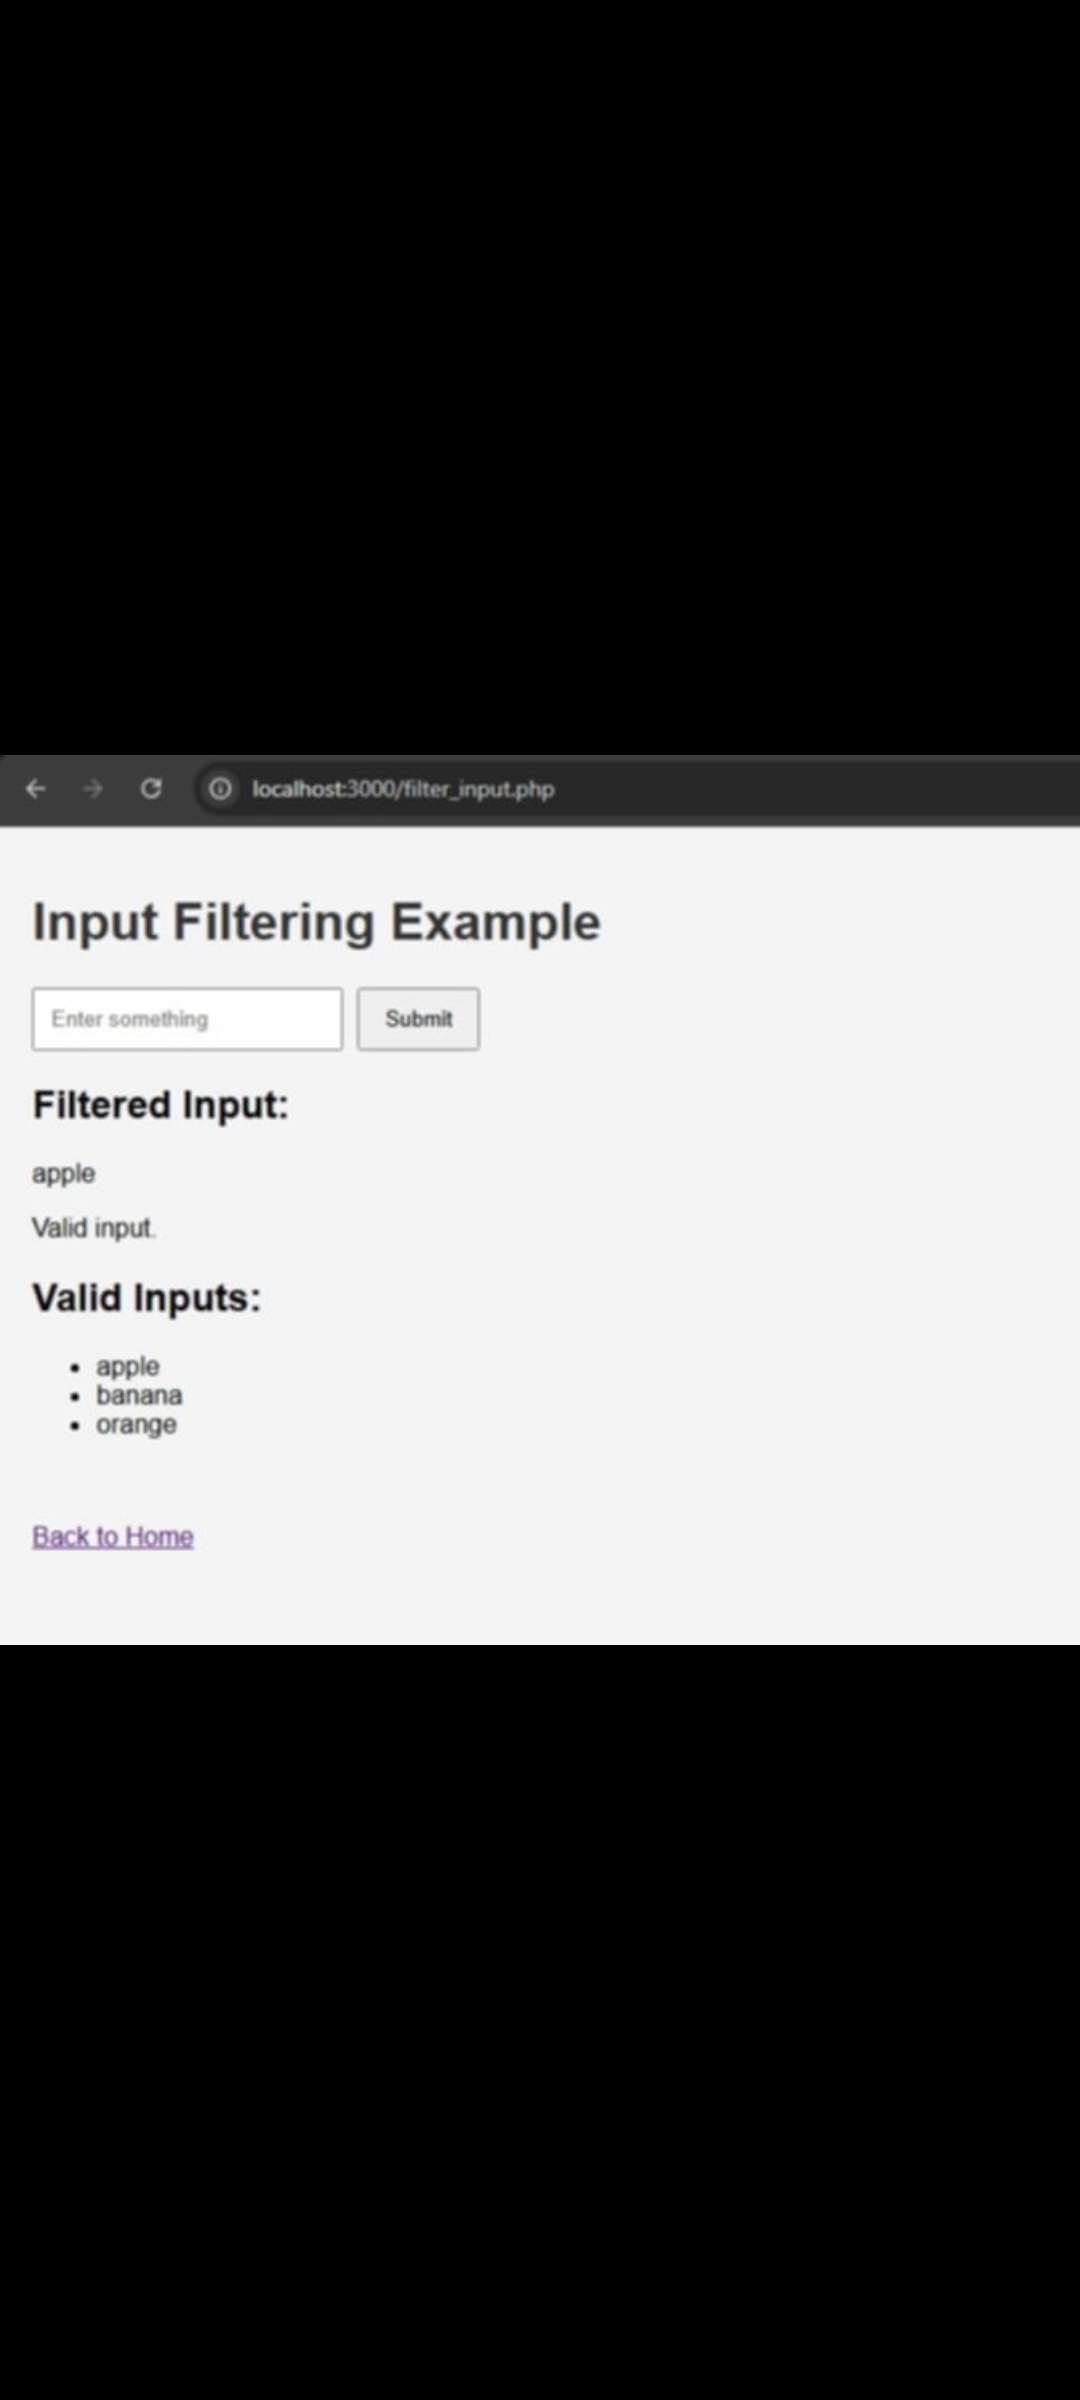 localhost:3000/filter_input.php
Input Filtering Example
Enter something Submit
Filtered Input:
apple
Valid input.
Valid Inputs:
• apple
• banana
• orange
Back to Home